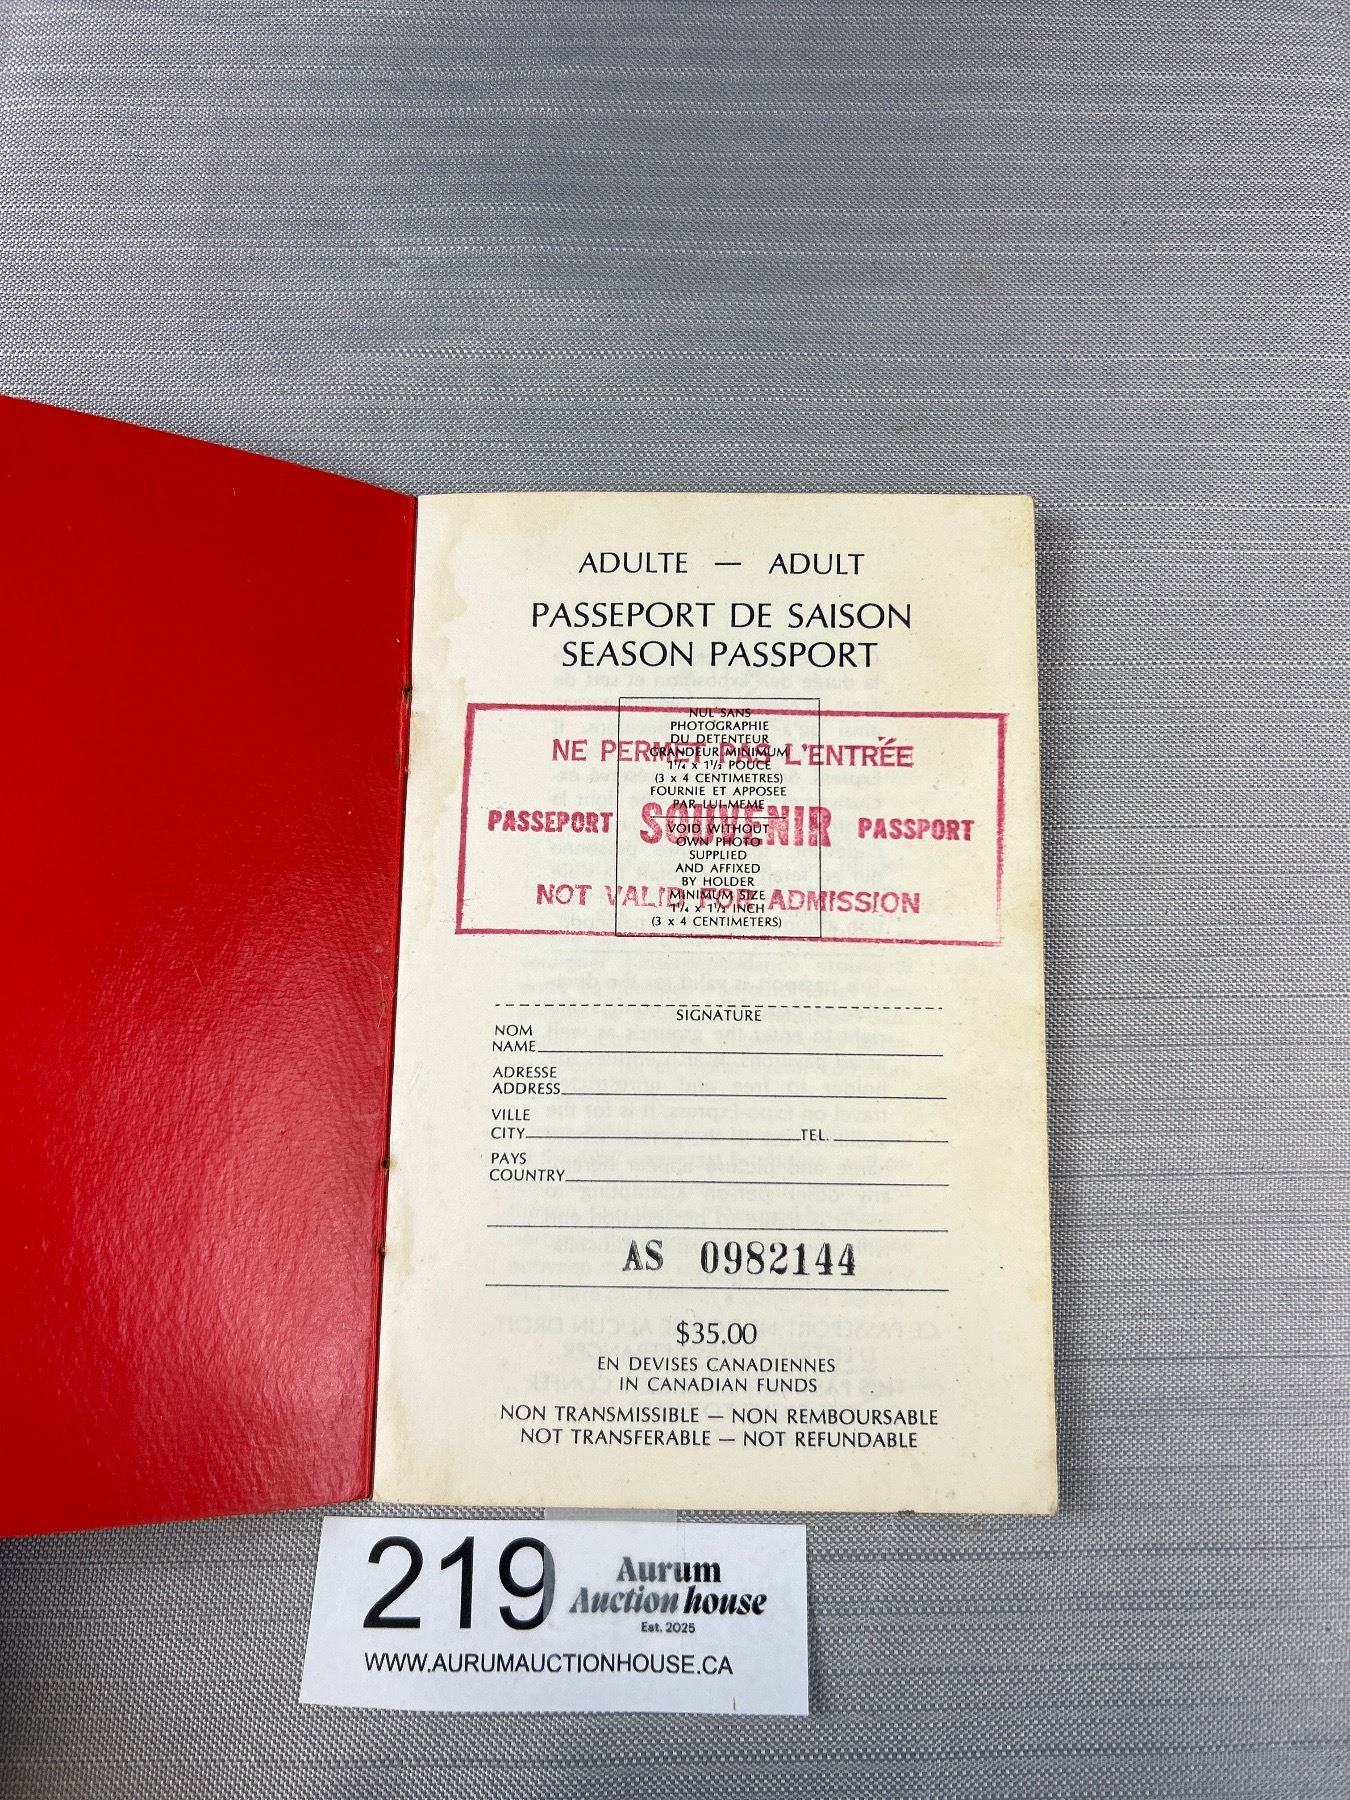 ADULTE — ADULT
PASSEPORT DE SAISON
SEASON PASSPORT
NUL SANS
PHOTOGRAPHIE
DU DETENTEUR
GRANDEUR MINIMUM
1¼ x 1½ POUCE
(3 x 4 CENTIMETRES)
FOURNIE ET APPOSEE
PAR LUI-MEME
VOID WITHOUT
OWN PHOTO
SUPPLIED
AND AFFIXED
BY HOLDER
MINIMUM SIZE
1¼ x 1½ INCH
(3 x 4 CENTIMETERS)
NE PERMET PAS L'ENTRÉE
PASSEPORT SOUVENIR PASSPORT
NOT VALID FOR ADMISSION
SIGNATURE
NOM
NAME
ADRESSE
ADDRESS
VILLE
CITY TEL.
PAYS
COUNTRY
AS 0982144
$35.00
EN DEVISES CANADIENNES
IN CANADIAN FUNDS
NON TRANSMISSIBLE — NON REMBOURSABLE
NOT TRANSFERABLE — NOT REFUNDABLE
219
Aurum
Auction house
Est. 2025
WWW.AURUMAUCTIONHOUSE.CA